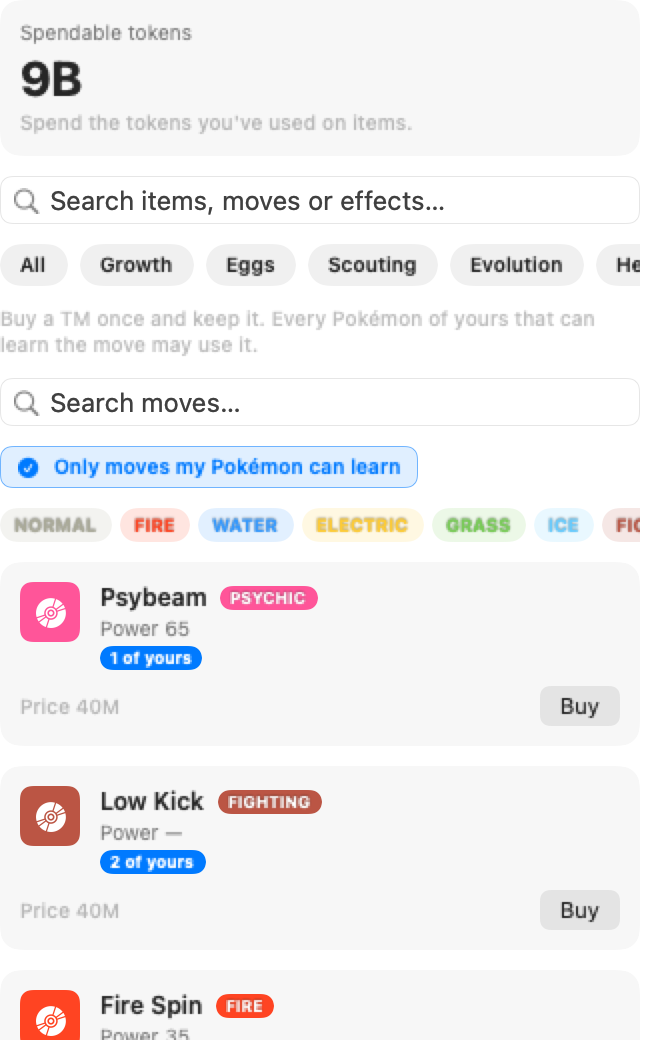 Spendable tokens
9B
Spend the tokens you've used on items.
Search items, moves or effects...
All Growth Eggs Scouting Evolution He
Buy a TM once and keep it. Every Pokémon of yours that can
learn the move may use it.
Search moves...
Only moves my Pokémon can learn
NORMAL FIRE WATER ELECTRIC GRASS ICE FIG
Psybeam PSYCHIC
Power 65
1 of yours
Price 40M Buy
Low Kick FIGHTING
Power —
2 of yours
Price 40M Buy
Fire Spin FIRE
Power 35